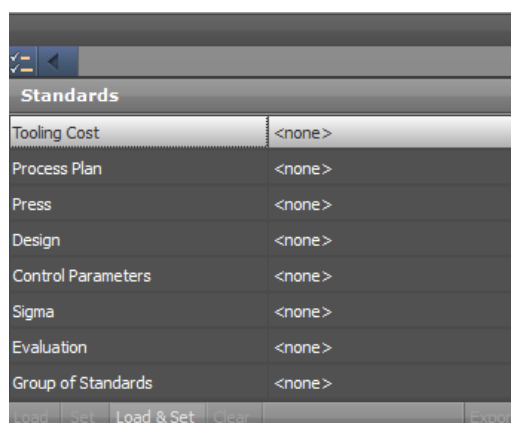 Standards
Tooling Cost <none>
Process Plan <none>
Press <none>
Design <none>
Control Parameters <none>
Sigma <none>
Evaluation <none>
Group of Standards <none>
Load Set Load & Set Clear Expor